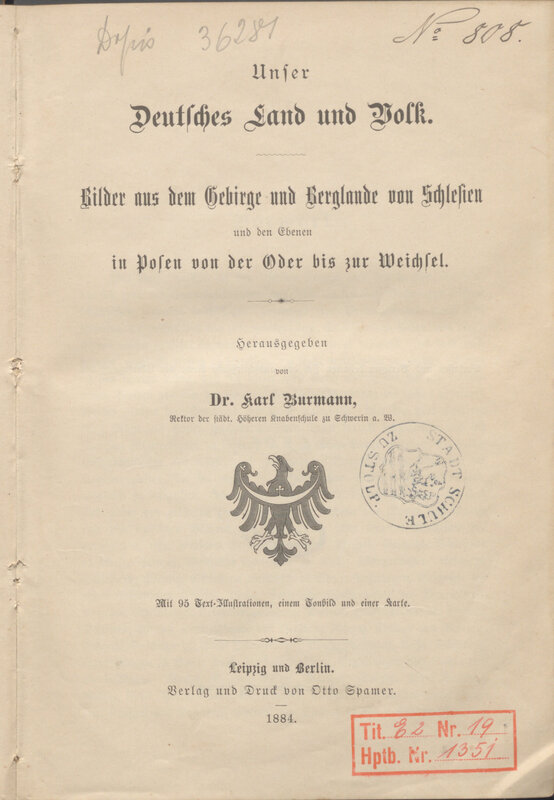 Dopis 36281
No 808.
Unſer
Deutſches Land und Volk.
Bilder aus dem Gebirge und Berglande von Schleſien
und den Ebenen
in Poſen von der Oder bis zur Weichſel.
Herausgegeben
von
Dr. Karl Burmann,
Rektor der ſtädt. Höheren Knabenſchule zu Schwerin a. W.
STADT SCHULE ZU STOLP.
Mit 95 Text-Illuſtrationen, einem Tonbild und einer Karte.
Leipzig und Berlin.
Verlag und Druck von Otto Spamer.
1884.
Tit. E2 Nr. 19
Hptb. Nr. 1351